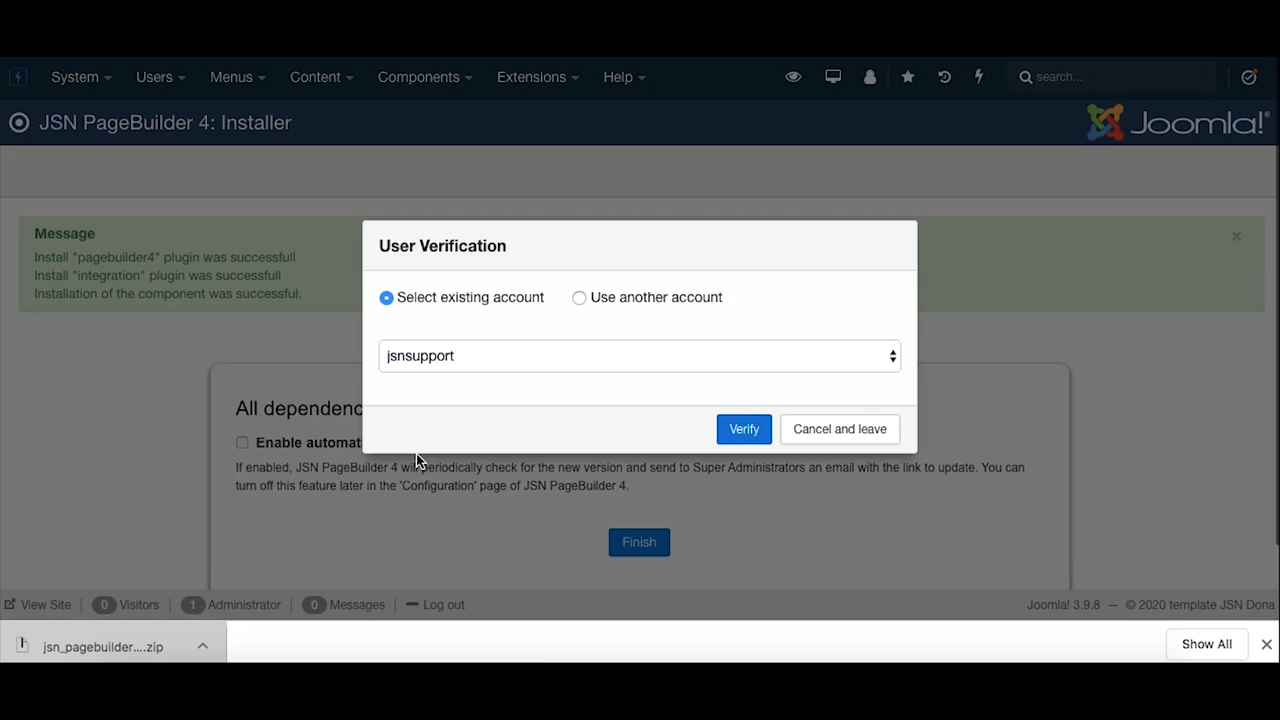 System Users Menus Content Components Extensions Help search...
JSN PageBuilder 4: Installer Joomla!®
Message
Install "pagebuilder4" plugin was successfull
Install "integration" plugin was successfull
Installation of the component was successful.
User Verification
Select existing account Use another account
jsnsupport
Verify Cancel and leave
All dependenc
Enable automat
If enabled, JSN PageBuilder 4 will periodically check for the new version and send to Super Administrators an email with the link to update. You can
turn off this feature later in the 'Configuration' page of JSN PageBuilder 4.
Finish
View Site 0 Visitors 1 Administrator 0 Messages Log out Joomla! 3.9.8 — © 2020 template JSN Dona
jsn_pagebuilder....zip Show All